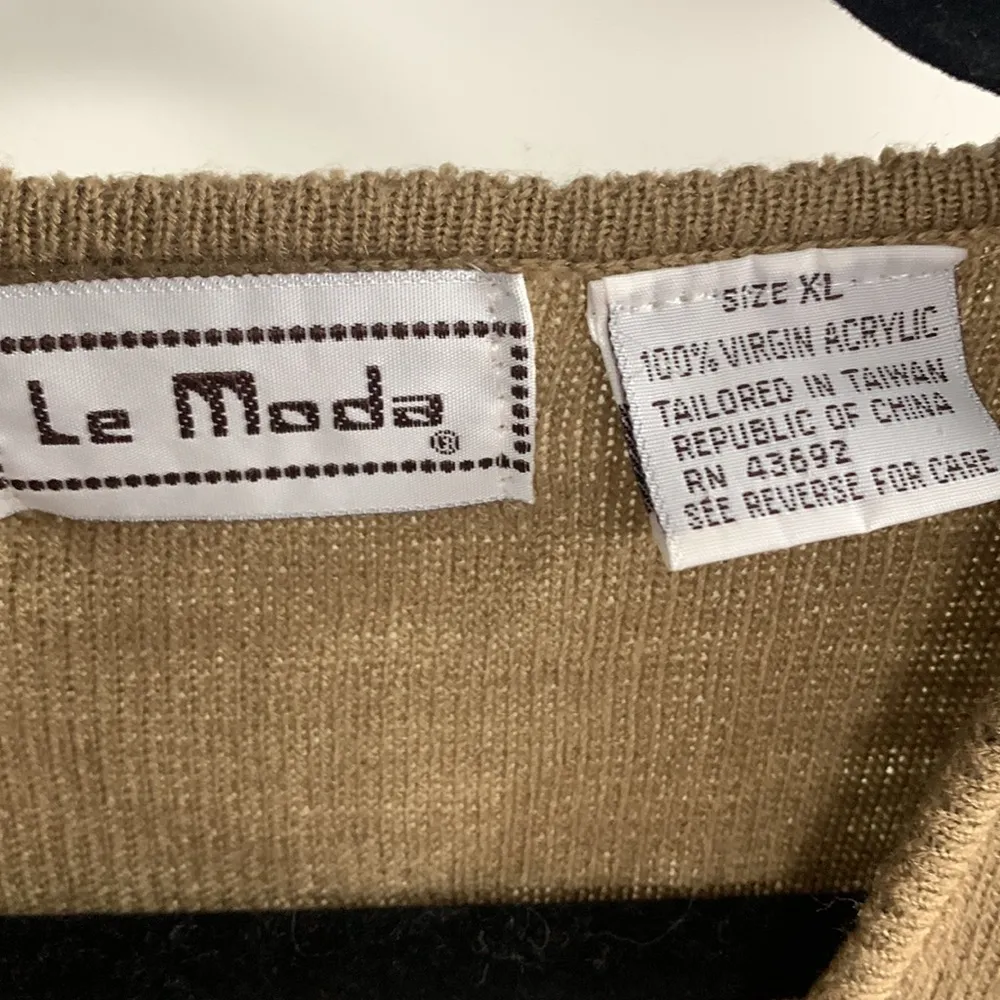 Le Moda®
SIZE XL
100% VIRGIN ACRYLIC
TAILORED IN TAIWAN
REPUBLIC OF CHINA
RN 43692
SEE REVERSE FOR CARE